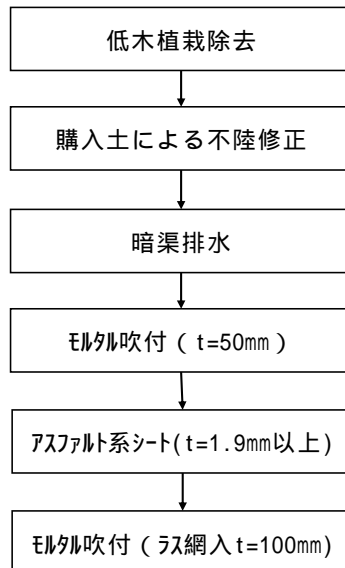 低木植栽除去
購入土による不陸修正
暗渠排水
ﾓﾙﾀﾙ吹付（t=50㎜）
ｱｽﾌｧﾙﾄ系ｼｰﾄ(t=1.9㎜以上)
ﾓﾙﾀﾙ吹付（ﾗｽ網入t=100㎜)